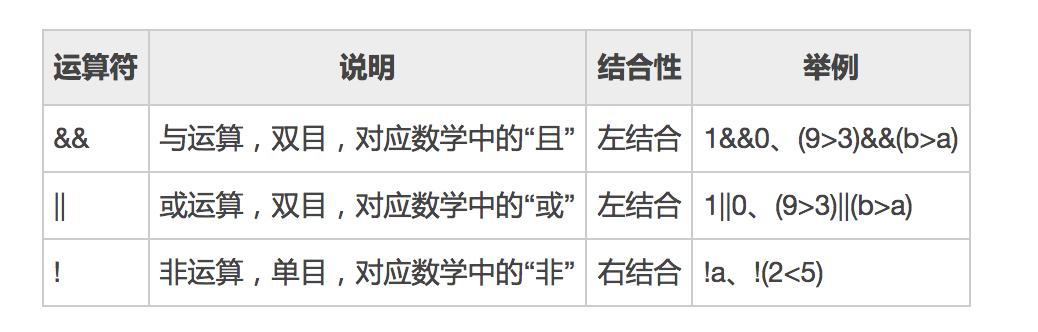 运算符 说明 结合性 举例
&& 与运算，双目，对应数学中的“且” 左结合 1&&0、(9>3)&&(b>a)
|| 或运算，双目，对应数学中的“或” 左结合 1||0、(9>3)||(b>a)
! 非运算，单目，对应数学中的“非” 右结合 !a、!(2<5)